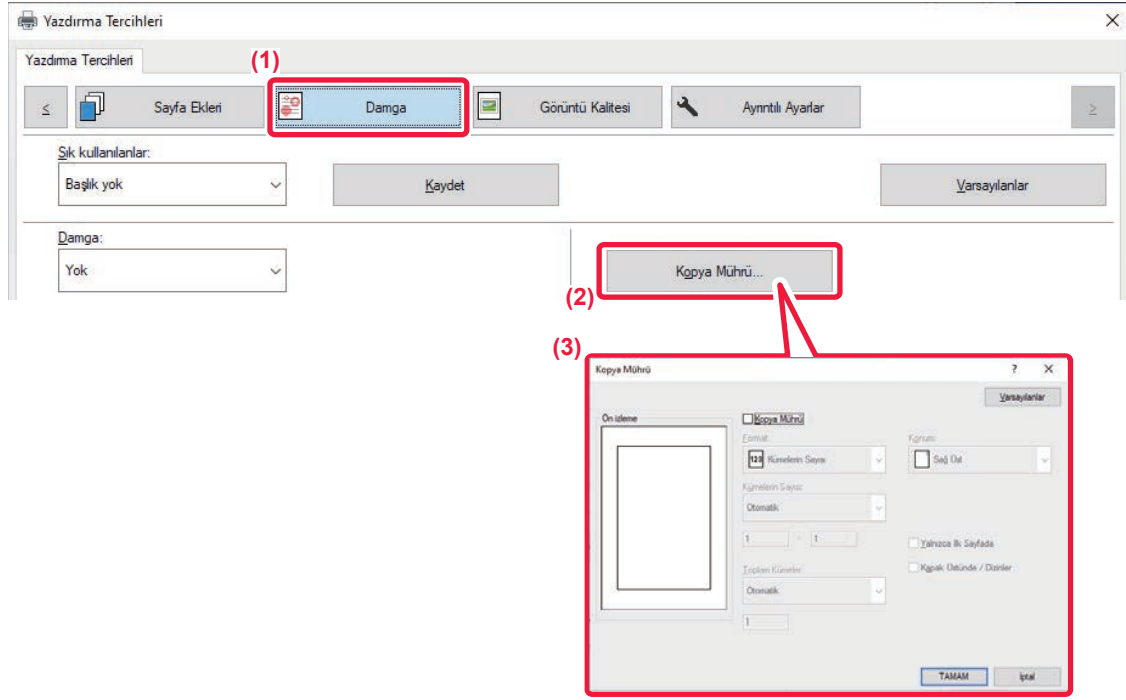 Yazdırma Tercihleri
Yazdırma Tercihleri
(1)
< Sayfa Ekleri Damga Görüntü Kalitesi Ayrıntılı Ayarlar >
Sık kullanılanlar:
Başlık yok Kaydet Varsayılanlar
Damga:
Yok Kopya Mührü...
(2)
(3)
Kopya Mührü ? X
Varsayılanlar
Ön izleme Kopya Mührü
Format: Konum:
123 Kümelerin Sayısı Sağ Üst
Kümelerin Sayısı:
Otomatik
1 - 1 Yalnızca İlk Sayfada
Toplam Kümeler: Kapak Üstünde / Dizinler
Otomatik
1
TAMAM İptal